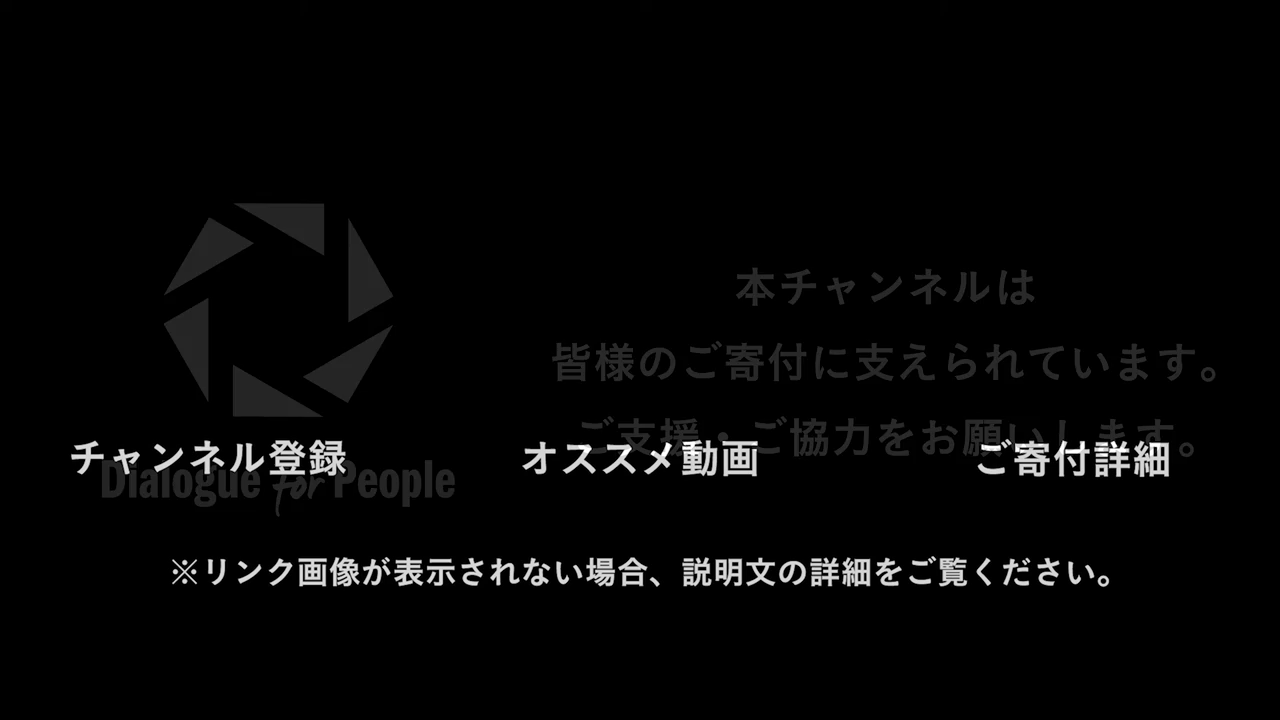 本チャンネルは
皆様のご寄付に支えられています。
ご支援・ご協力をお願いします。
チャンネル登録
オススメ動画
ご寄付詳細
Dialogue for People
※リンク画像が表示されない場合、説明文の詳細をご覧ください。